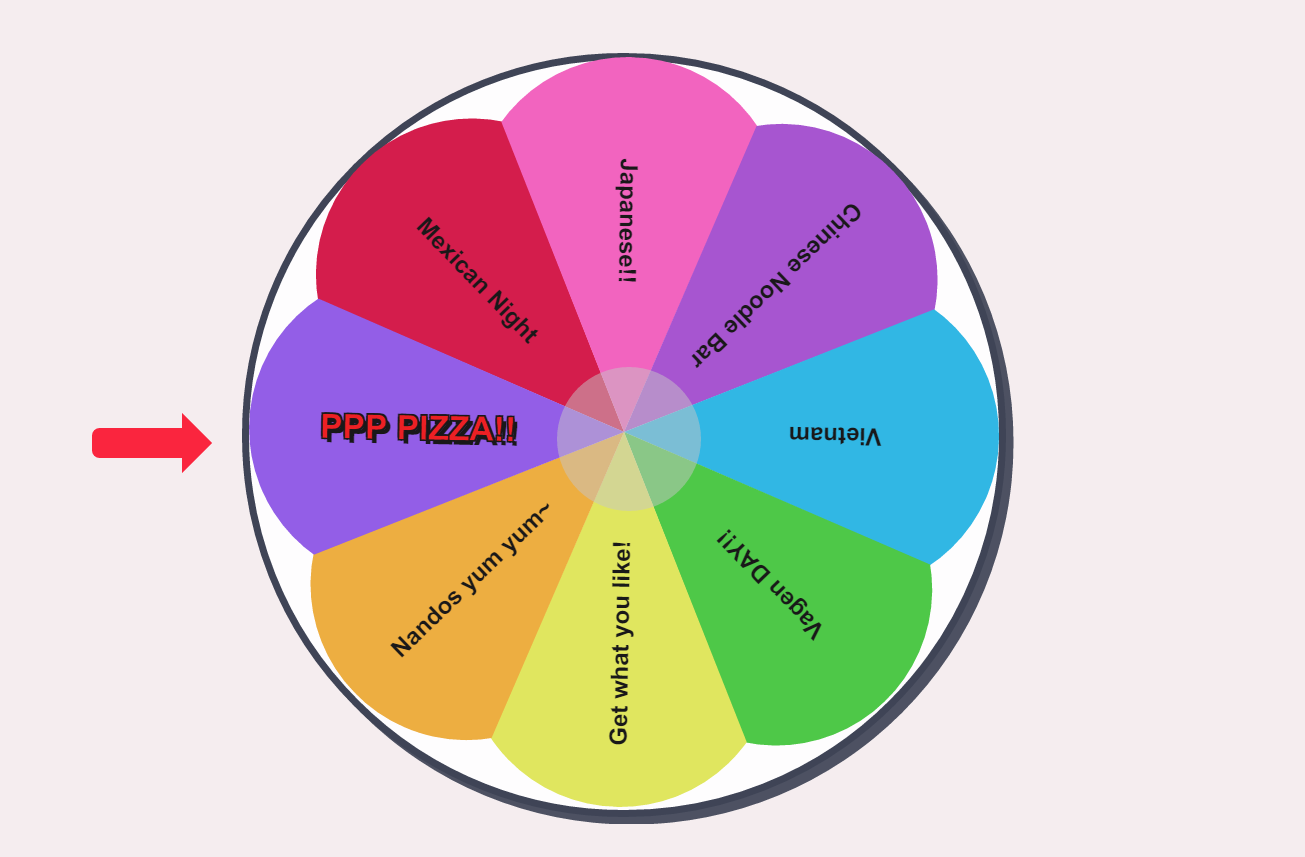 Japanese!!
Chinese Noodle Bar
Vietnam
Vagen DAY!!
Get what you like!
Nandos yum yum~
PPP PIZZA!!
Mexican Night